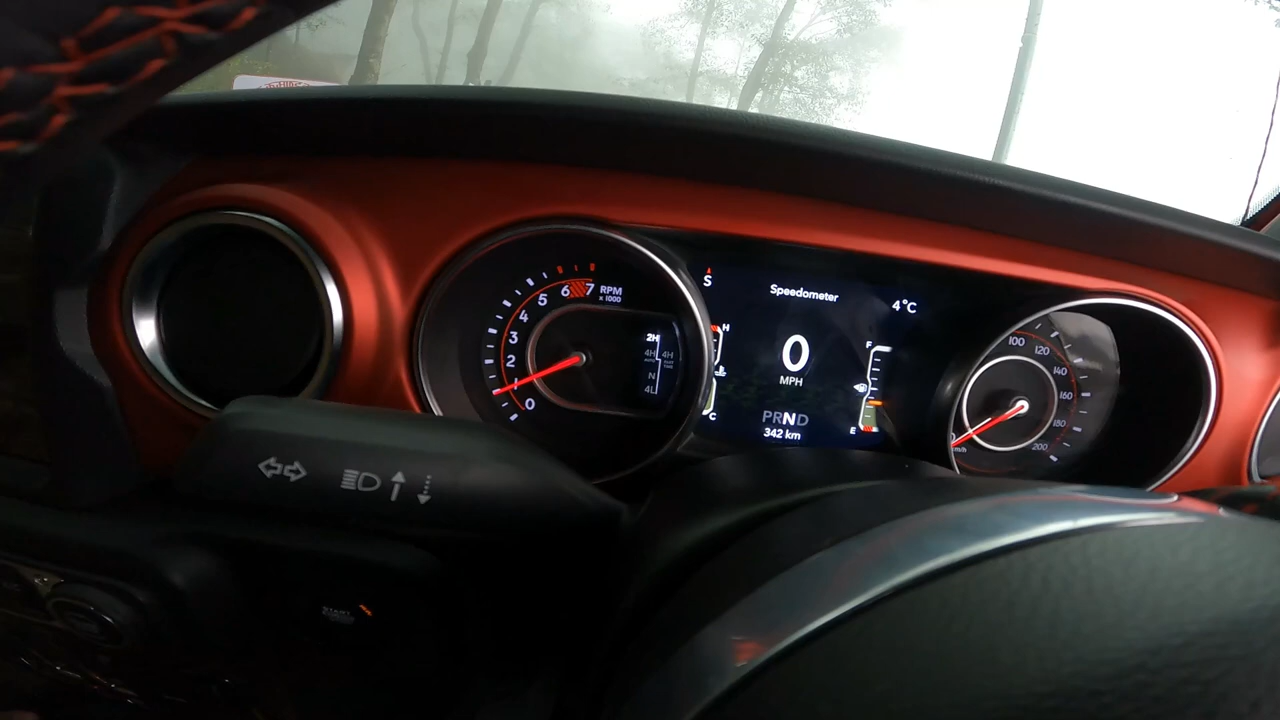 7
6
5
4
3
2
1
0
RPM
x 1000
2H
4H
AUTO
4H
PART
TIME
N
4L
S
Speedometer
4°C
H
C
0
MPH
PRND
342 km
F
E
100
120
140
160
180
200
km/h
START